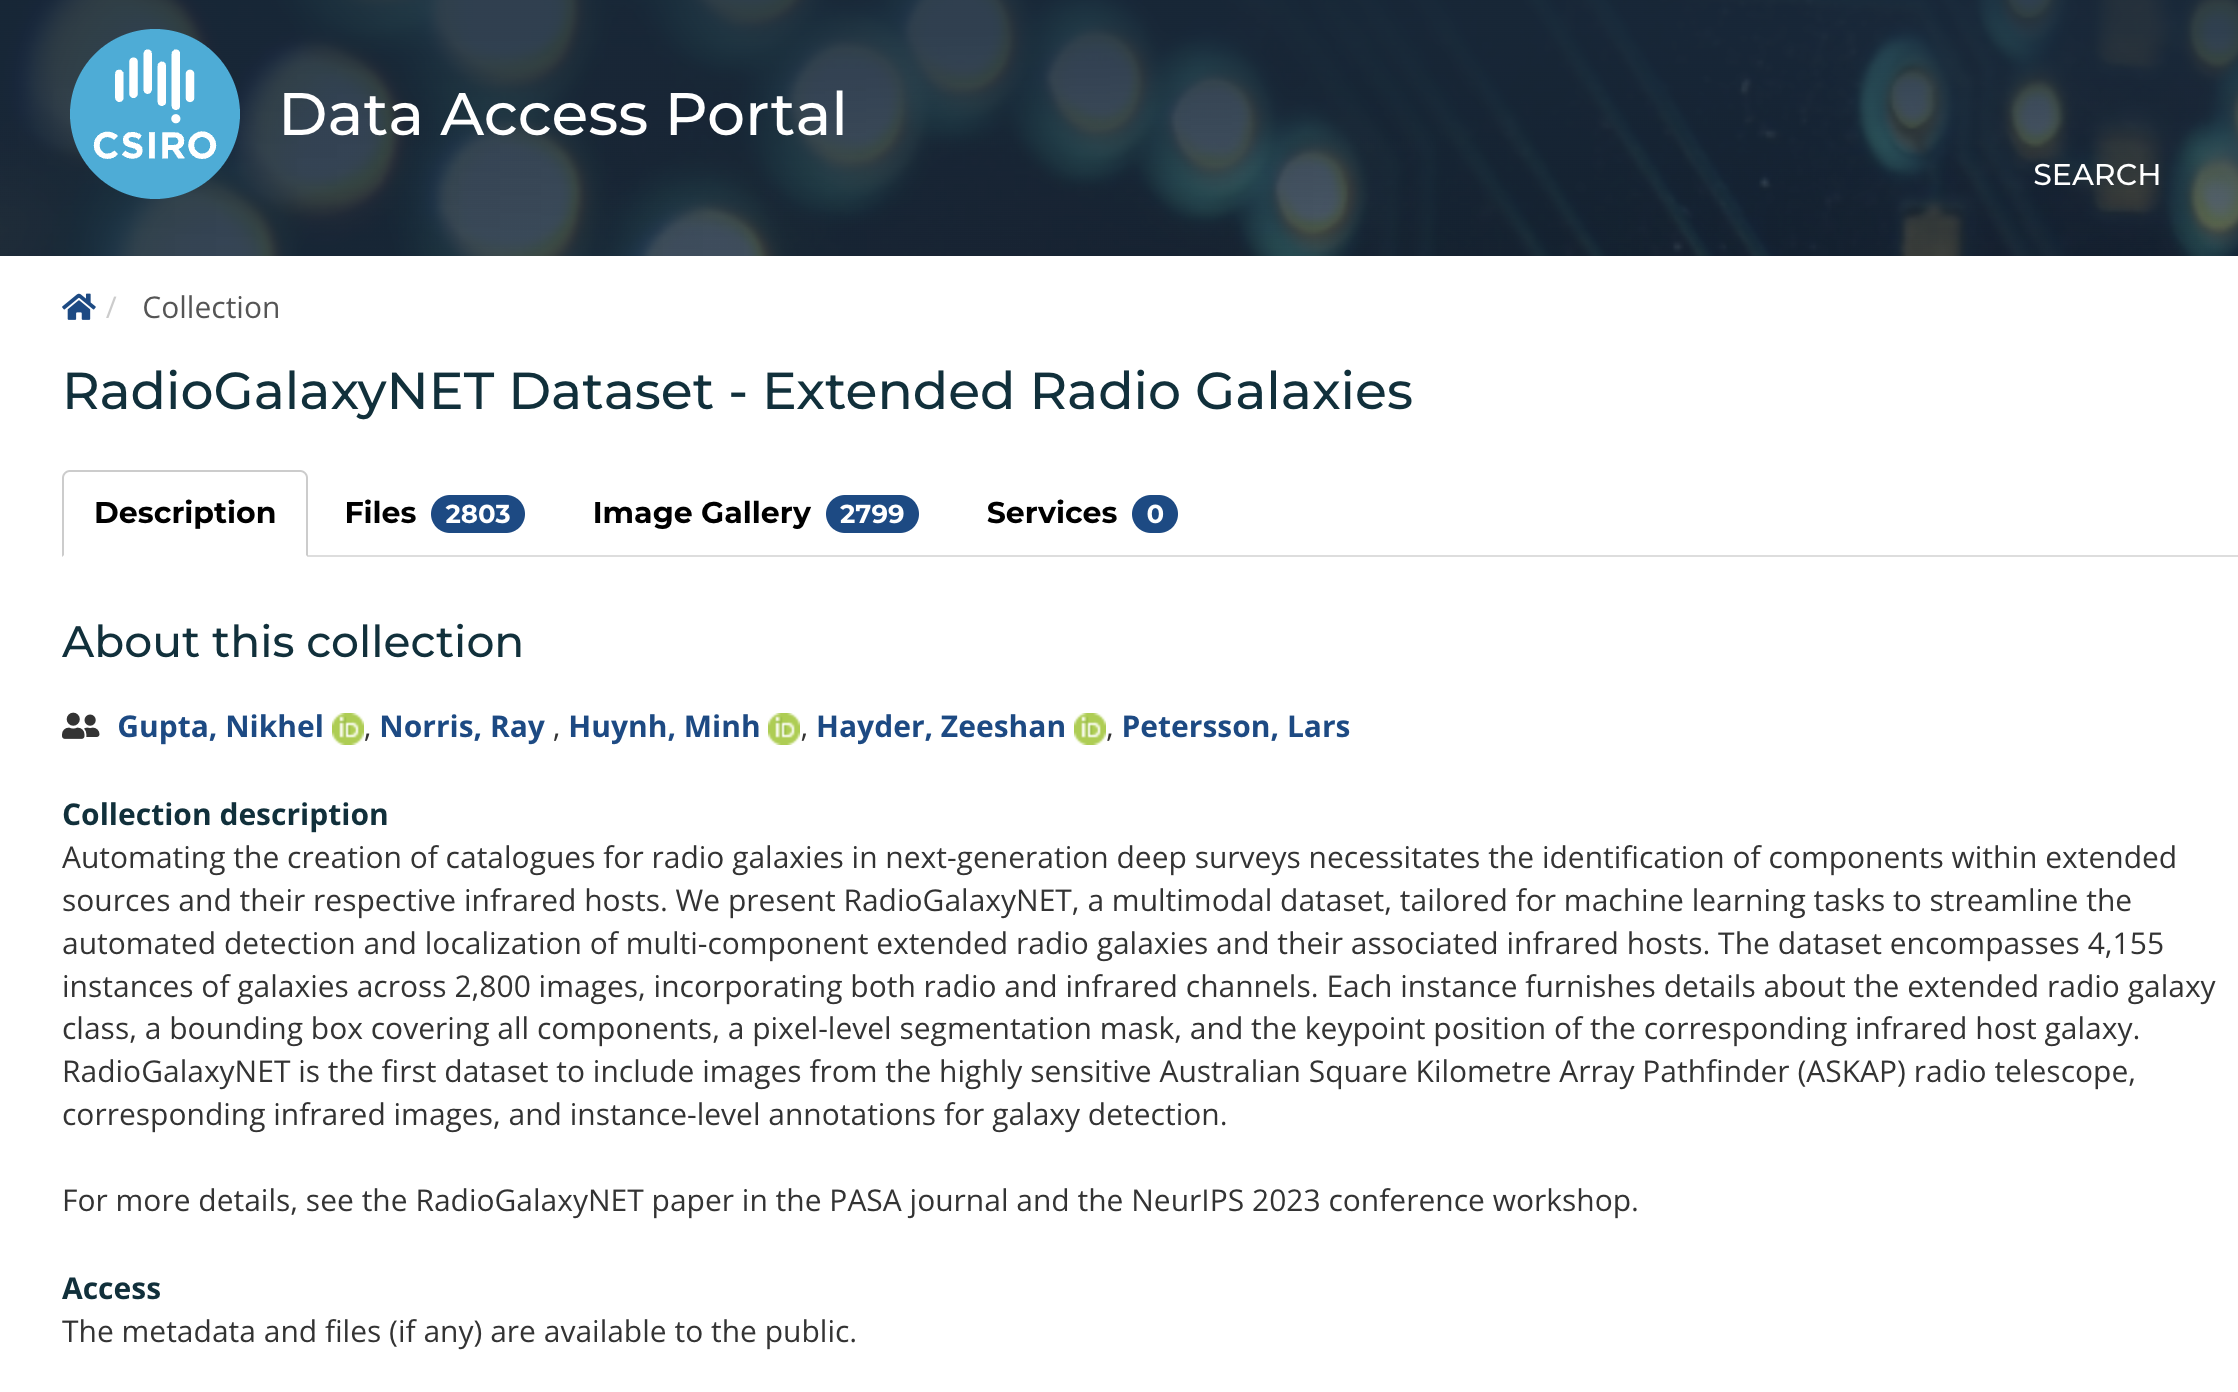 CSIRO
Data Access Portal
SEARCH
/ Collection
RadioGalaxyNET Dataset - Extended Radio Galaxies
Description Files 2803 Image Gallery 2799 Services 0
About this collection
Gupta, Nikhel iD, Norris, Ray , Huynh, Minh iD, Hayder, Zeeshan iD, Petersson, Lars
Collection description
Automating the creation of catalogues for radio galaxies in next-generation deep surveys necessitates the identification of components within extended
sources and their respective infrared hosts. We present RadioGalaxyNET, a multimodal dataset, tailored for machine learning tasks to streamline the
automated detection and localization of multi-component extended radio galaxies and their associated infrared hosts. The dataset encompasses 4,155
instances of galaxies across 2,800 images, incorporating both radio and infrared channels. Each instance furnishes details about the extended radio galaxy
class, a bounding box covering all components, a pixel-level segmentation mask, and the keypoint position of the corresponding infrared host galaxy.
RadioGalaxyNET is the first dataset to include images from the highly sensitive Australian Square Kilometre Array Pathfinder (ASKAP) radio telescope,
corresponding infrared images, and instance-level annotations for galaxy detection.
For more details, see the RadioGalaxyNET paper in the PASA journal and the NeurIPS 2023 conference workshop.
Access
The metadata and files (if any) are available to the public.